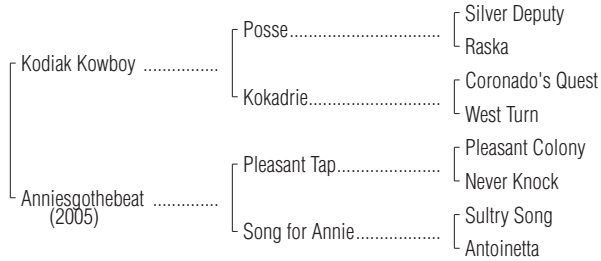 Silver Deputy
Posse................................
Raska
Kodiak Kowboy ................
Coronado's Quest
Kokadrie............................
West Turn
Pleasant Colony
Pleasant Tap......................
Never Knock
Anniesgothebeat ..............
(2005)
Sultry Song
Song for Annie..................
Antoinetta